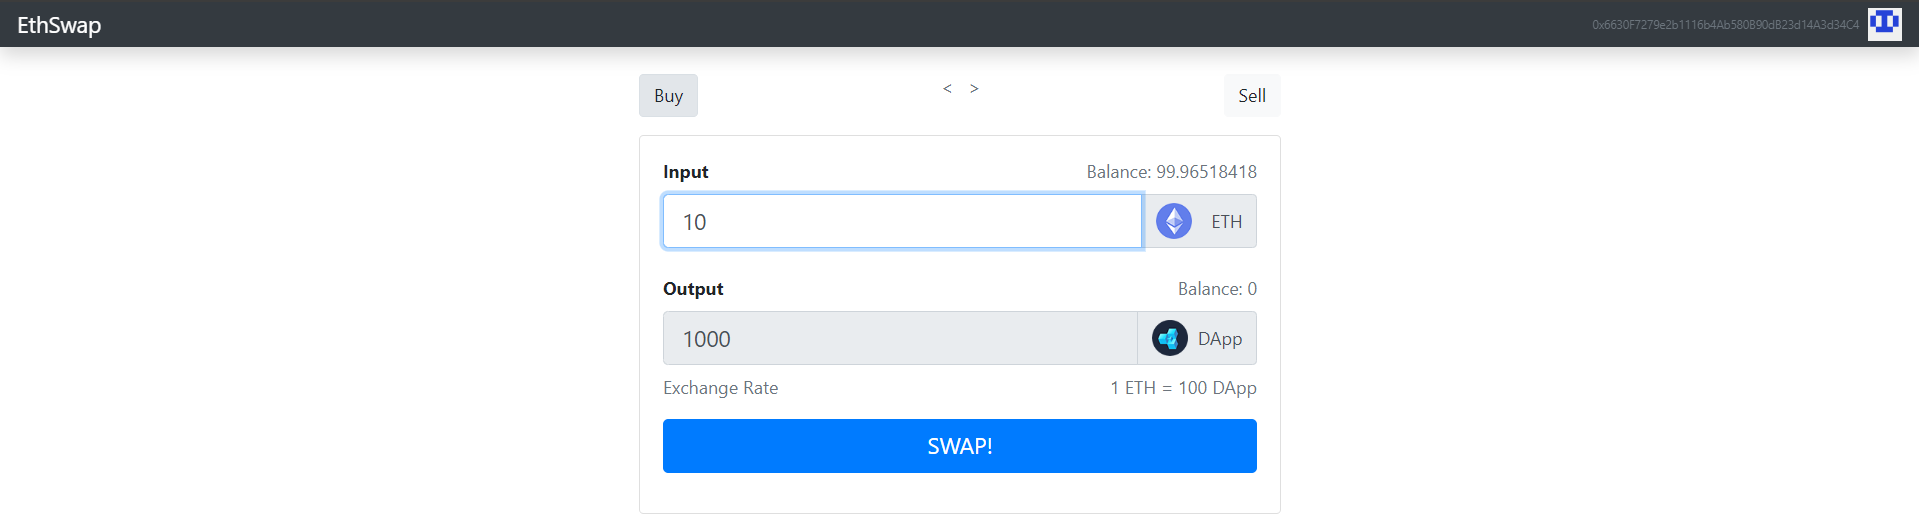 EthSwap
0x6630F7279e2b1116b4Ab580B90dB23d14A3d34C4
Buy < > Sell
Input Balance: 99.96518418
10 ETH
Output Balance: 0
1000 DApp
Exchange Rate 1 ETH = 100 DApp
SWAP!